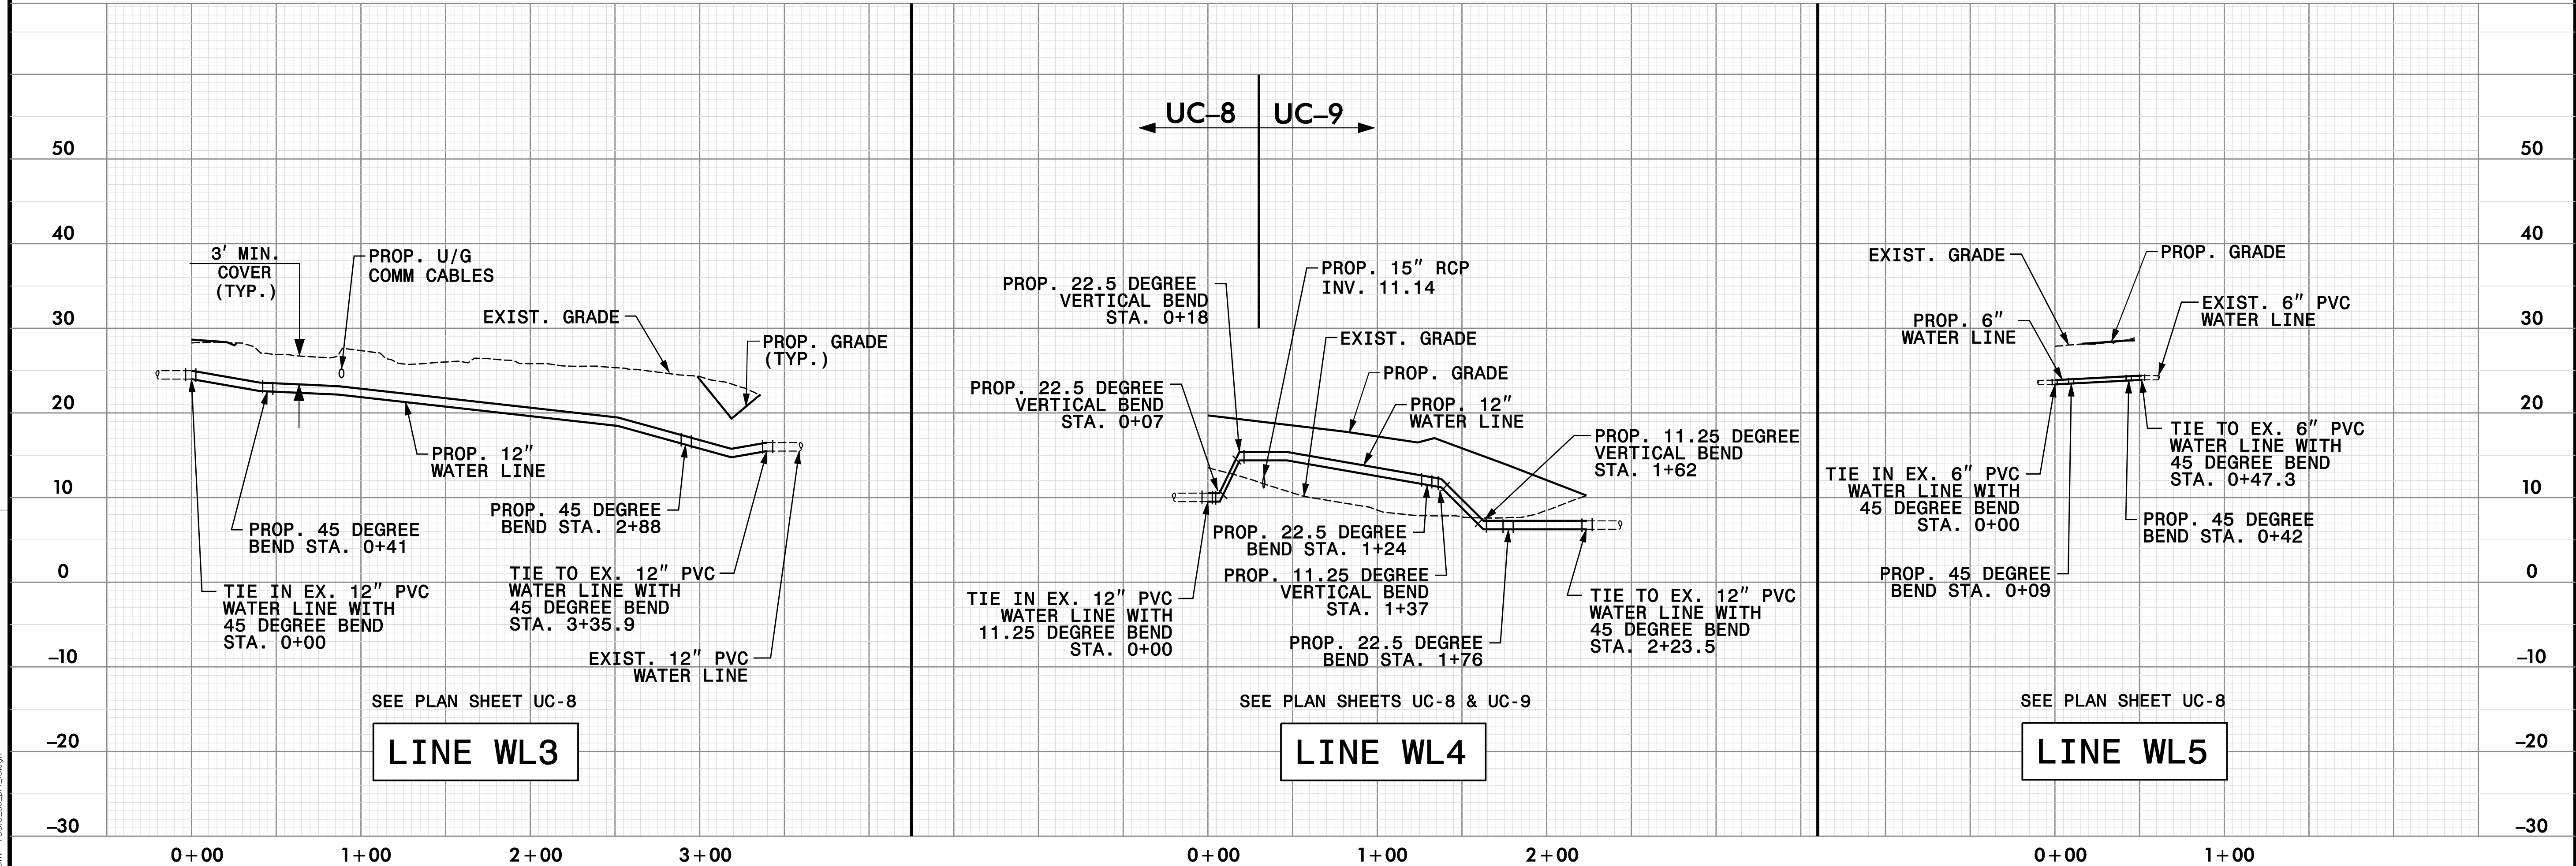 UC–8
UC–9
50
40
30
20
10
0
–10
–20
–30
3' MIN.
COVER
(TYP.)
PROP. U/G
COMM CABLES
EXIST. GRADE
PROP. GRADE
(TYP.)
PROP. 12"
WATER LINE
PROP. 45 DEGREE
BEND STA. 2+88
PROP. 45 DEGREE
BEND STA. 0+41
TIE IN EX. 12" PVC
WATER LINE WITH
45 DEGREE BEND
STA. 0+00
TIE TO EX. 12" PVC
WATER LINE WITH
45 DEGREE BEND
STA. 3+35.9
EXIST. 12" PVC
WATER LINE
SEE PLAN SHEET UC-8
LINE WL3
0+00
1+00
2+00
3+00
PROP. 22.5 DEGREE
VERTICAL BEND
STA. 0+18
PROP. 15" RCP
INV. 11.14
EXIST. GRADE
PROP. GRADE
PROP. 22.5 DEGREE
VERTICAL BEND
STA. 0+07
PROP. 12"
WATER LINE
PROP. 11.25 DEGREE
VERTICAL BEND
STA. 1+62
PROP. 22.5 DEGREE
BEND STA. 1+24
PROP. 11.25 DEGREE
VERTICAL BEND
STA. 1+37
TIE IN EX. 12" PVC
WATER LINE WITH
11.25 DEGREE BEND
STA. 0+00
PROP. 22.5 DEGREE
BEND STA. 1+76
TIE TO EX. 12" PVC
WATER LINE WITH
45 DEGREE BEND
STA. 2+23.5
SEE PLAN SHEETS UC-8 & UC-9
LINE WL4
0+00
1+00
2+00
EXIST. GRADE
PROP. GRADE
PROP. 6"
WATER LINE
EXIST. 6" PVC
WATER LINE
TIE IN EX. 6" PVC
WATER LINE WITH
45 DEGREE BEND
STA. 0+00
TIE TO EX. 6" PVC
WATER LINE WITH
45 DEGREE BEND
STA. 0+47.3
PROP. 45 DEGREE
BEND STA. 0+42
PROP. 45 DEGREE
BEND STA. 0+09
SEE PLAN SHEET UC-8
LINE WL5
0+00
1+00
50
40
30
20
10
0
–10
–20
–30